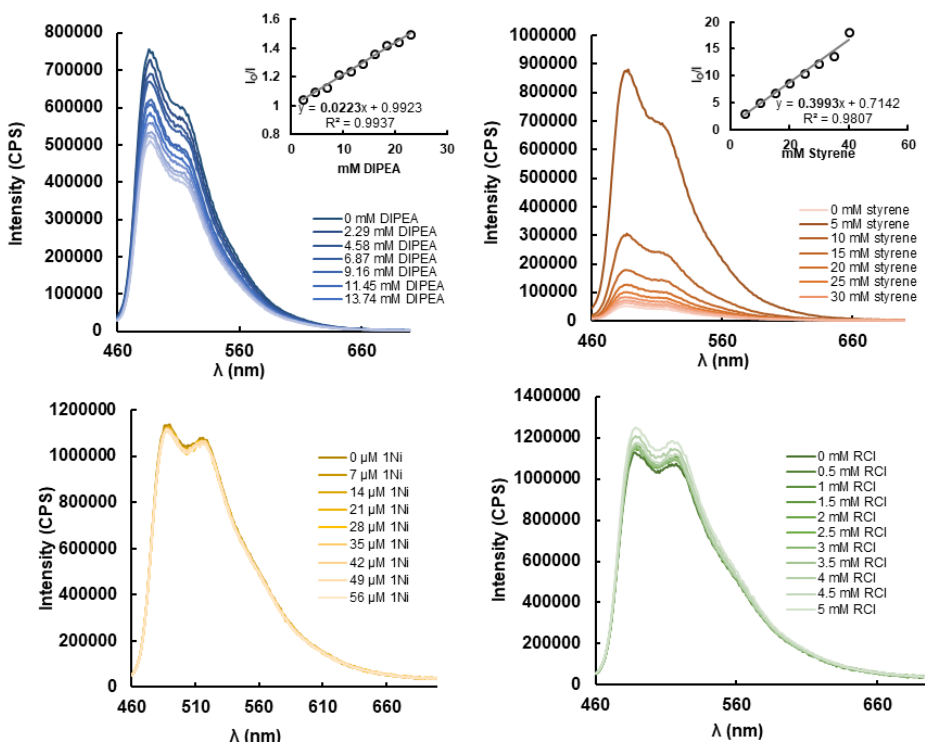 800000
700000
600000
500000
400000
300000
200000
100000
0
460
560
660
Intensity (CPS)
λ (nm)
1.6
1.4
1.2
1
0.8
0
10
20
30
I₀/I
mM DIPEA
y = 0.0223x + 0.9923
R² = 0.9937
0 mM DIPEA
2.29 mM DIPEA
4.58 mM DIPEA
6.87 mM DIPEA
9.16 mM DIPEA
11.45 mM DIPEA
13.74 mM DIPEA
1000000
900000
800000
700000
600000
500000
400000
300000
200000
100000
0
460
560
660
Intensity (CPS)
λ (nm)
20
15
10
5
0
0
20
40
60
I₀/I
mM Styrene
y = 0.3993x + 0.7142
R² = 0.9807
0 mM styrene
5 mM styrene
10 mM styrene
15 mM styrene
20 mM styrene
25 mM styrene
30 mM styrene
1200000
1000000
800000
600000
400000
200000
0
460
510
560
610
660
Intensity (CPS)
λ (nm)
0 µM 1Ni
7 µM 1Ni
14 µM 1Ni
21 µM 1Ni
28 µM 1Ni
35 µM 1Ni
42 µM 1Ni
49 µM 1Ni
56 µM 1Ni
1400000
1200000
1000000
800000
600000
400000
200000
0
460
560
660
Intensity (CPS)
λ (nm)
0 mM RCl
0.5 mM RCl
1 mM RCl
1.5 mM RCl
2 mM RCl
2.5 mM RCl
3 mM RCl
3.5 mM RCl
4 mM RCl
4.5 mM RCl
5 mM RCl